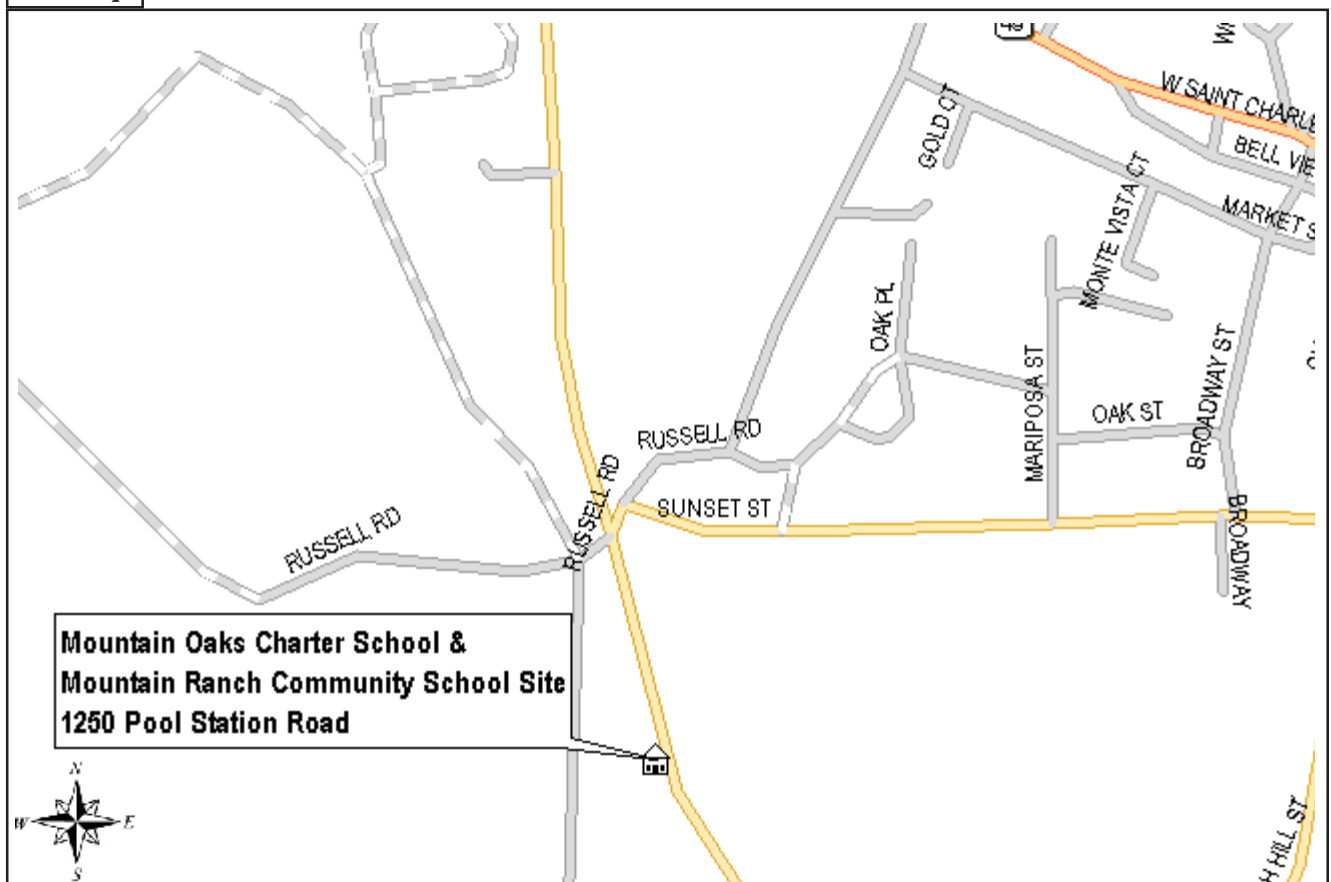 W SAINT CHARLE
BELL VIE
GOLD CT
MARKET S
MONTE VISTA CT
OAK PL
BROADWAY ST
MARIPOSA ST
OAK ST
RUSSELL RD
RUSSELL RD
SUNSET ST
RUSSELL RD
BROADWAY
Mountain Oaks Charter School &
Mountain Ranch Community School Site
1250 Pool Station Road
N
W E
S
H HILL ST